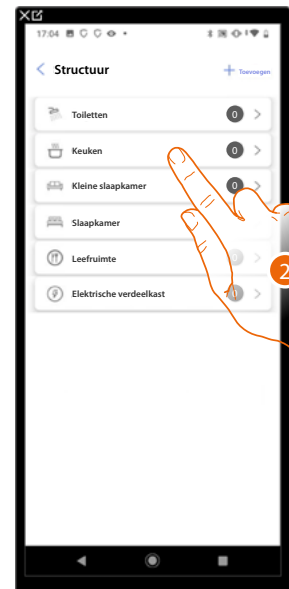 17:04
Structuur
Toevoegen
Toiletten 0
Keuken 0
Kleine slaapkamer 0
Slaapkamer
Leefruimte
Elektrische verdeelkast
2